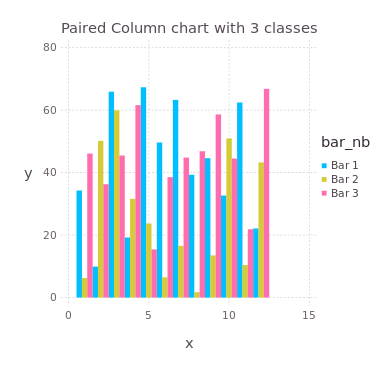 Paired Column chart with 3 classes
80
60
40
20
0
y
0 5 10 15
x
bar_nb
Bar 1
Bar 2
Bar 3